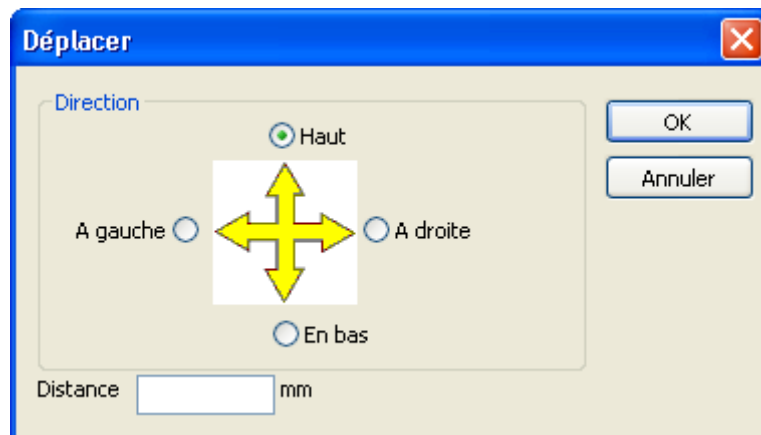 Déplacer
Direction
Haut
OK
Annuler
A gauche
A droite
En bas
Distance mm